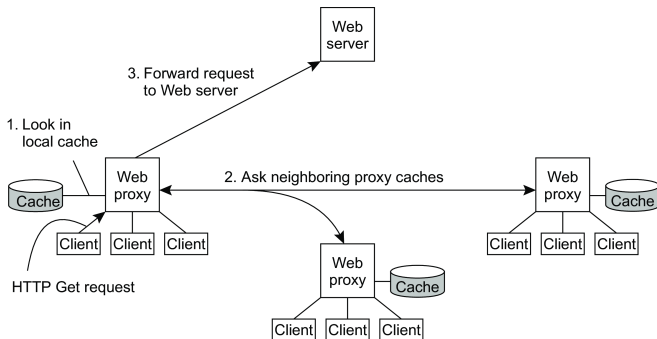 Web
server
3. Forward request
to Web server
1. Look in
local cache
Web
proxy
2. Ask neighboring proxy caches
Web
proxy
Cache
Cache
Client
Client
Client
Client
Client
Client
HTTP Get request
Web
proxy
Cache
Client
Client
Client